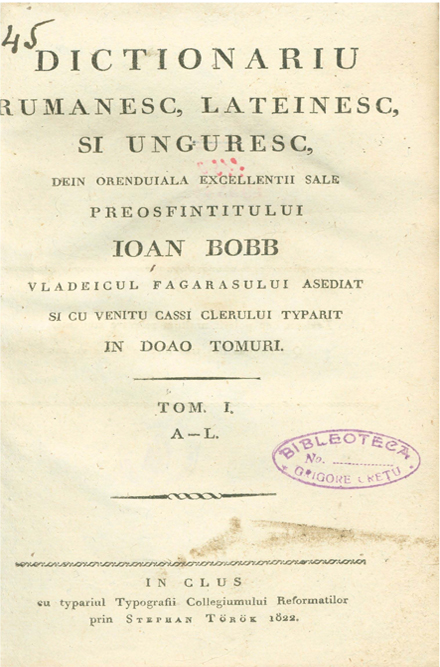 45
DICTIONARIU
RUMANESC, LATEINESC,
SI UNGURESC,
DEIN ORENDUIALA EXCELLENTII SALE
PREOSFINTITULUI
IOAN BOBB
VLADEICUL FAGARASULUI ASEDIAT
SI CU VENITU CASSI CLERULUI TYPARIT
IN DOAO TOMURI.
TOM. I.
A-L.
BIBLEOTECA
No.
GRIGORE CRETU
IN CLUS
cu typariul Typografii Collegiumului Reformatilor
prin STEPHAN TÖRÖK 1822.